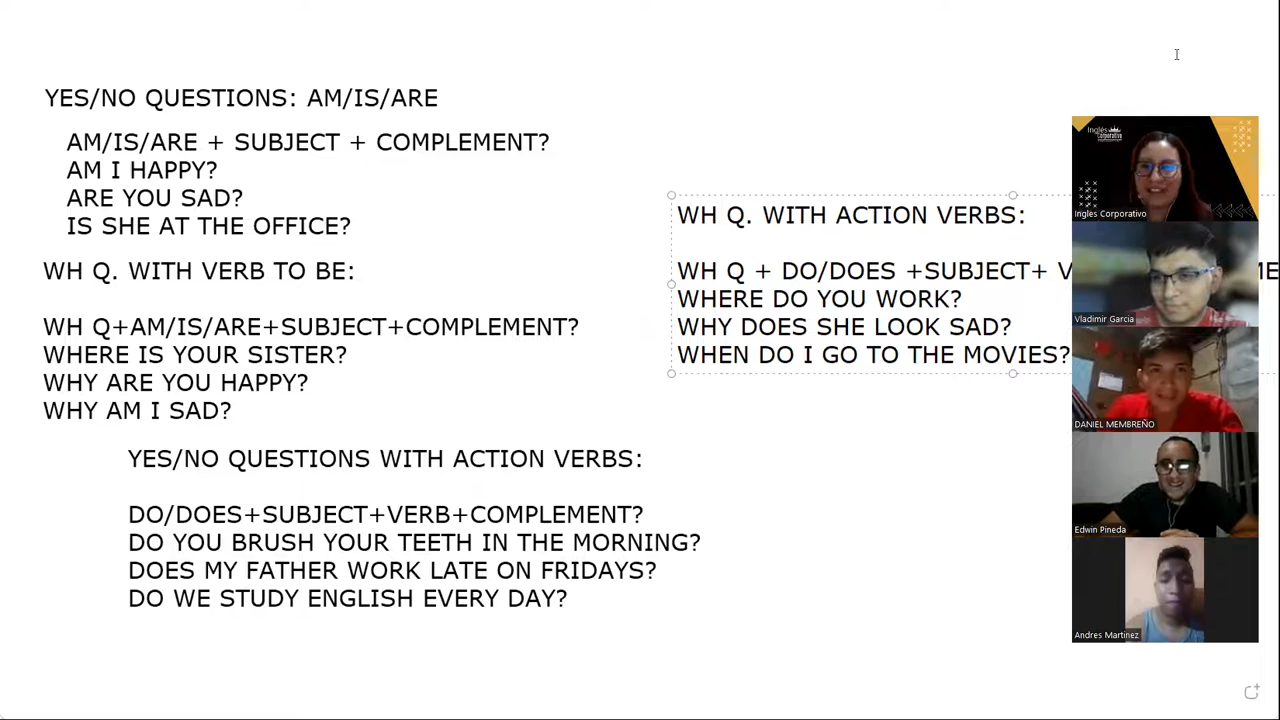 YES/NO QUESTIONS: AM/IS/ARE
AM/IS/ARE + SUBJECT + COMPLEMENT?
AM I HAPPY?
ARE YOU SAD?
IS SHE AT THE OFFICE?
WH Q. WITH VERB TO BE:
WH Q+AM/IS/ARE+SUBJECT+COMPLEMENT?
WHERE IS YOUR SISTER?
WHY ARE YOU HAPPY?
WHY AM I SAD?
YES/NO QUESTIONS WITH ACTION VERBS:
DO/DOES+SUBJECT+VERB+COMPLEMENT?
DO YOU BRUSH YOUR TEETH IN THE MORNING?
DOES MY FATHER WORK LATE ON FRIDAYS?
DO WE STUDY ENGLISH EVERY DAY?
WH Q. WITH ACTION VERBS:
WH Q + DO/DOES +SUBJECT+
WHERE DO YOU WORK?
WHY DOES SHE LOOK SAD?
WHEN DO I GO TO THE MOVIES?
Inglés
Corporativo
Ingles Corporativo
Vladimir Garcia
DANIEL MEMBREÑO
Edwin Pineda
Andres Martinez